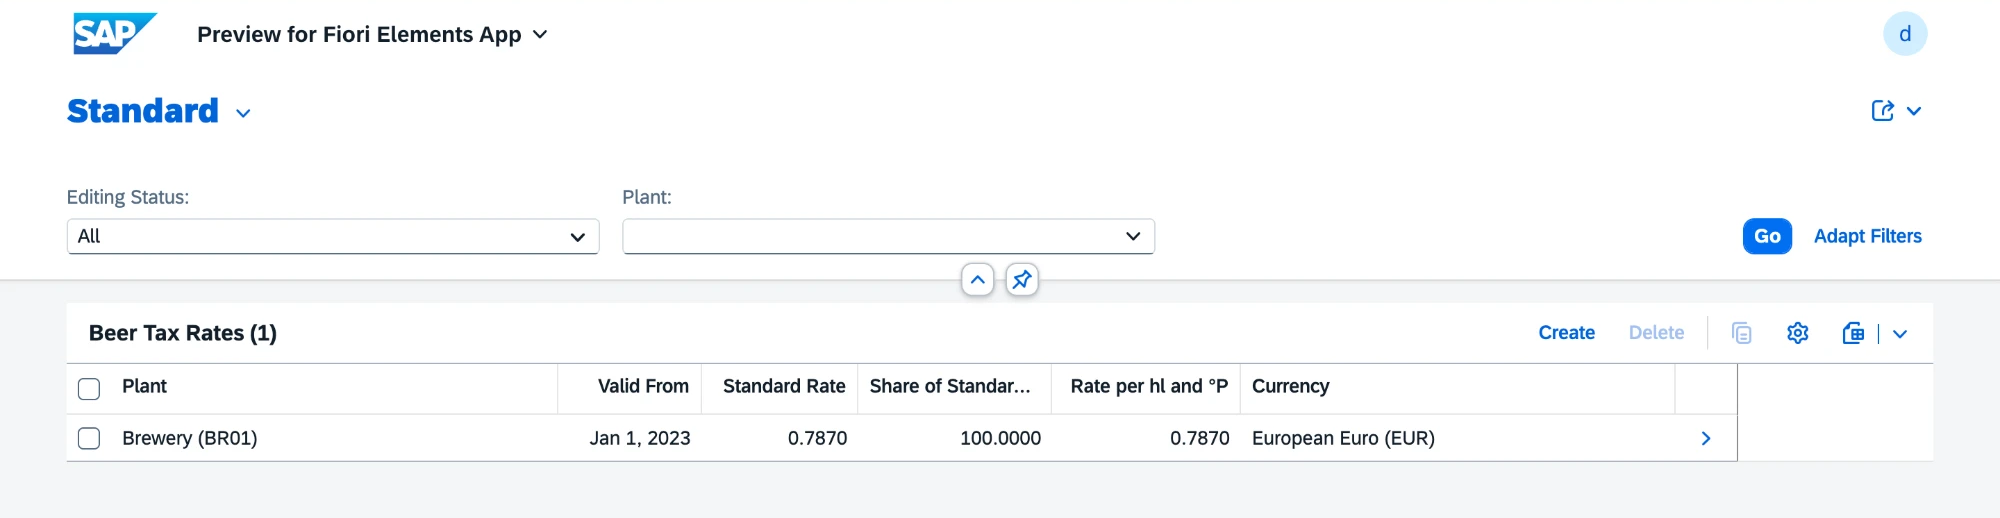 SAP Preview for Fiori Elements App d
Standard
Editing Status: Plant:
All Go Adapt Filters
Beer Tax Rates (1) Create Delete
Plant Valid From Standard Rate Share of Standar... Rate per hl and °P Currency
Brewery (BR01) Jan 1, 2023 0.7870 100.0000 0.7870 European Euro (EUR)